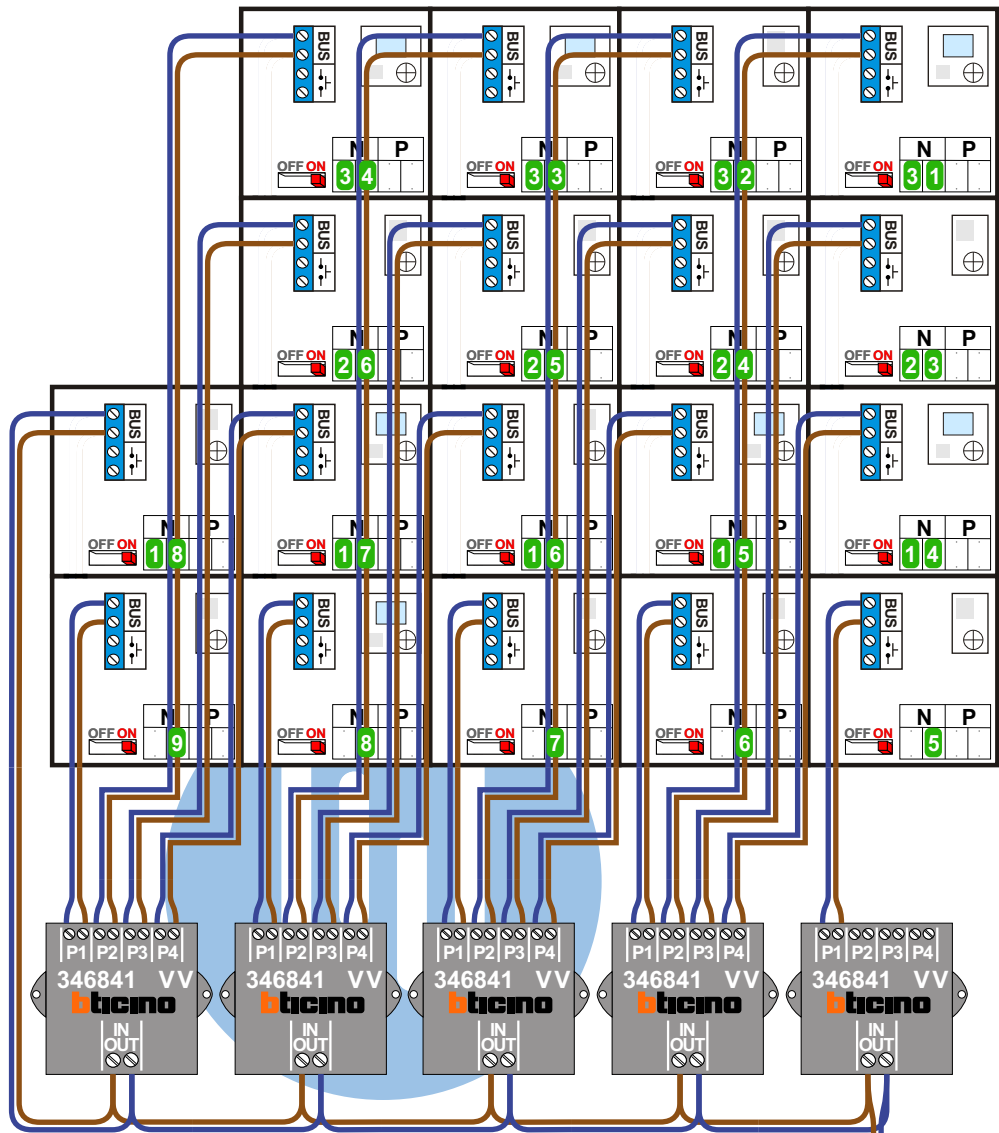 BUS BUS BUS BUS
N P N P N P N P
OFF ON 3 4 OFF ON 3 3 OFF ON 3 2 OFF ON 3 1
BUS BUS BUS BUS
N P N P N P N P
OFF ON 2 6 OFF ON 2 5 OFF ON 2 4 OFF ON 2 3
BUS BUS BUS BUS BUS
N P N P N P N P N P
OFF ON 1 8 OFF ON 1 7 OFF ON 1 6 OFF ON 1 5 OFF ON 1 4
BUS BUS BUS BUS BUS
N P N P N P N P N P
OFF ON 9 OFF ON 8 OFF ON 7 OFF ON 6 OFF ON 5
P1 P2 P3 P4 P1 P2 P3 P4 P1 P2 P3 P4 P1 P2 P3 P4 P1 P2 P3 P4
346841 VV 346841 VV 346841 VV 346841 VV 346841 VV
bticino bticino bticino bticino bticino
IN IN IN IN IN
OUT OUT OUT OUT OUT